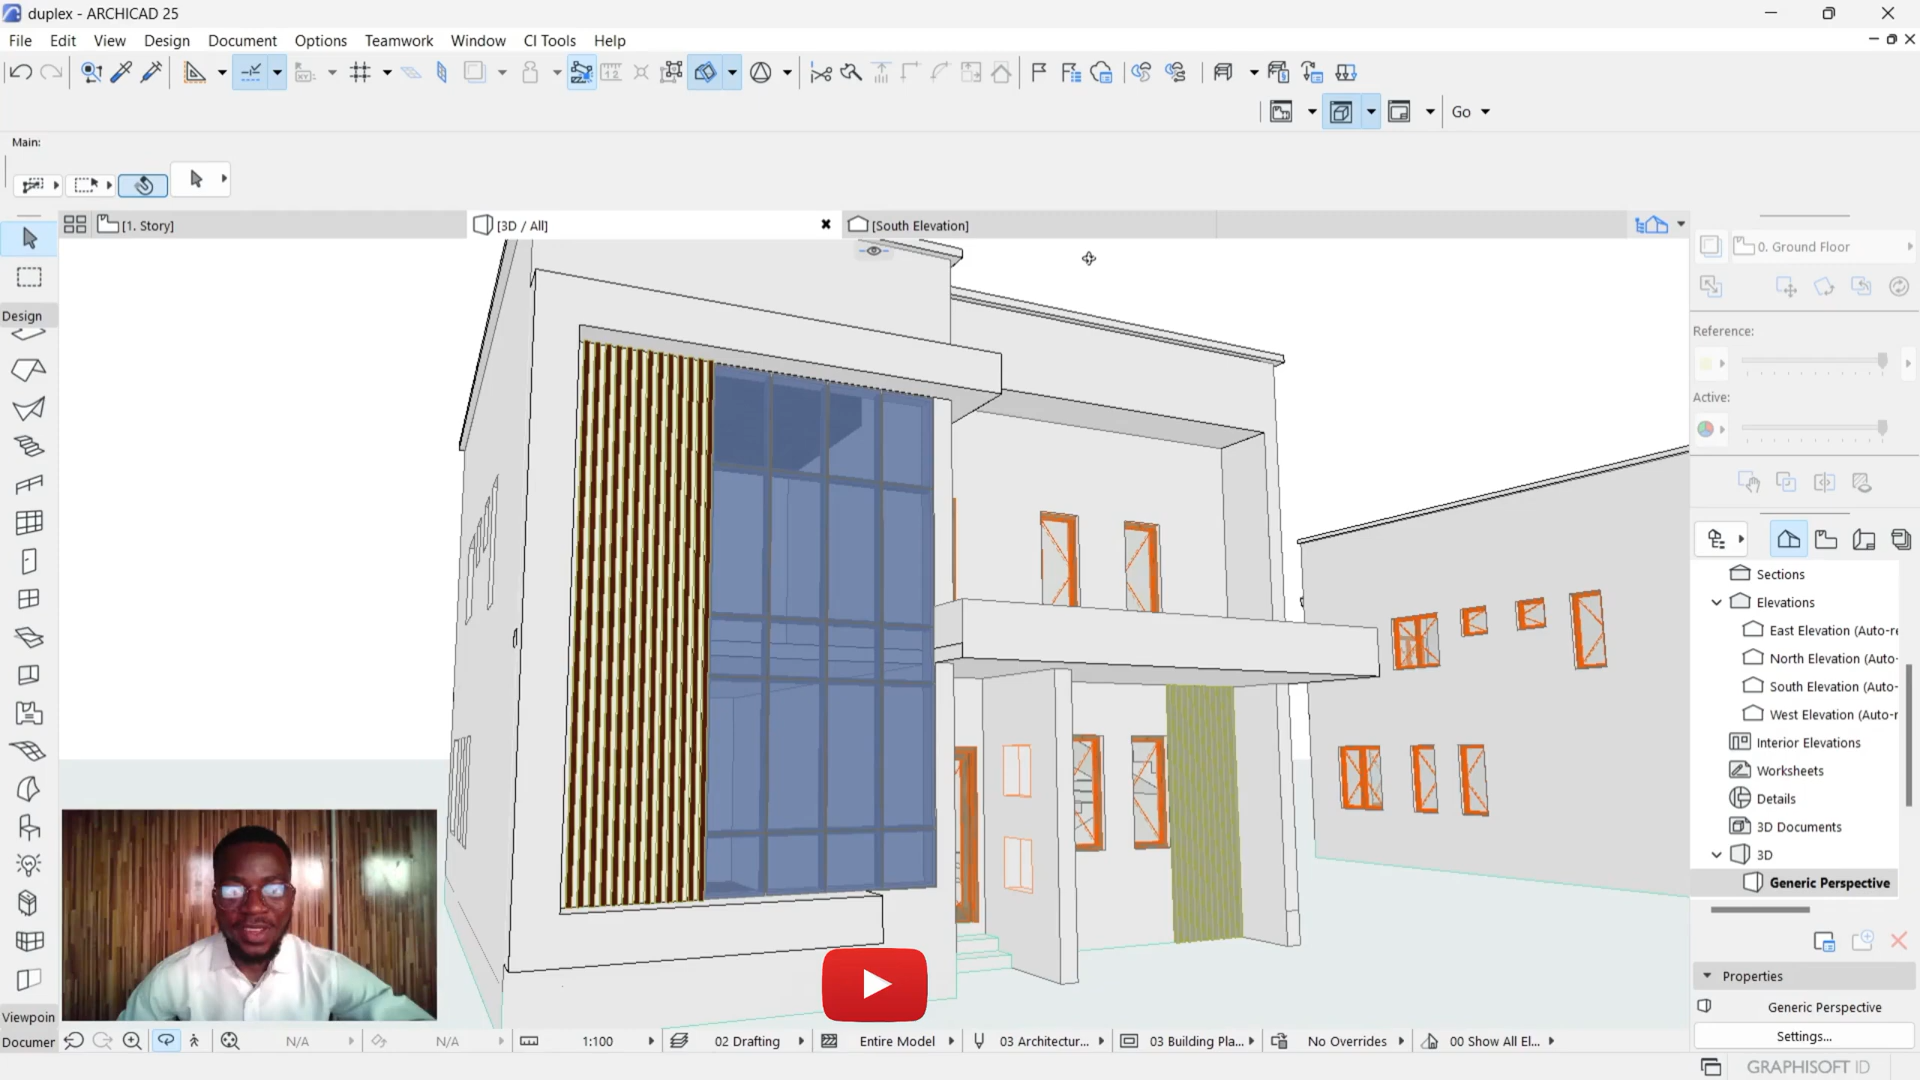 duplex - ARCHICAD 25
File Edit View Design Document Options Teamwork Window CI Tools Help
Go
Main:
[1. Story] [3D / All] [South Elevation]
0. Ground Floor
Design
Reference:
Active:
Sections
Elevations
East Elevation (Auto-re
North Elevation (Auto-
South Elevation (Auto-
West Elevation (Auto-r
Interior Elevations
Worksheets
Details
3D Documents
3D
Generic Perspective
Properties
Generic Perspective
Settings...
Viewpoin
Documer
N/A N/A 1:100 02 Drafting Entire Model 03 Architectur... 03 Building Pla... No Overrides 00 Show All El...
GRAPHISOFT ID